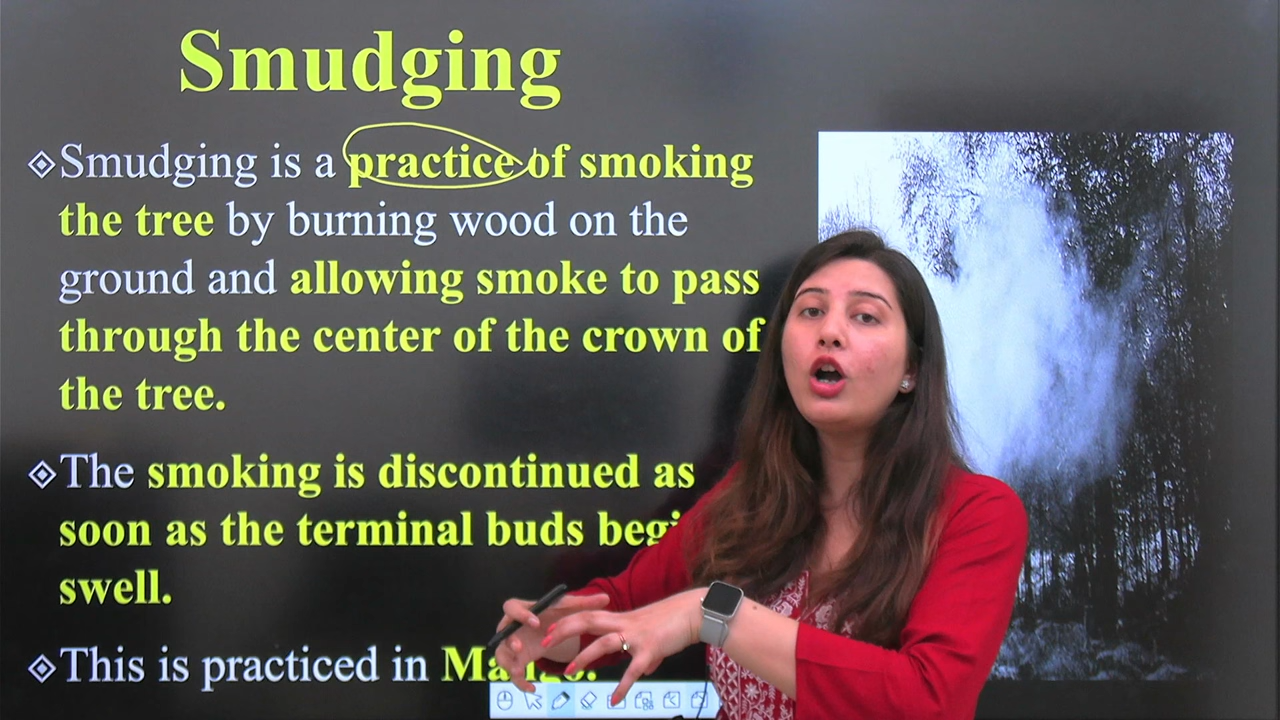 Smudging
Smudging is a practice of smoking
the tree by burning wood on the
ground and allowing smoke to pass
through the center of the crown of
the tree.
The smoking is discontinued as
soon as the terminal buds
swell.
This is practiced in Mango.